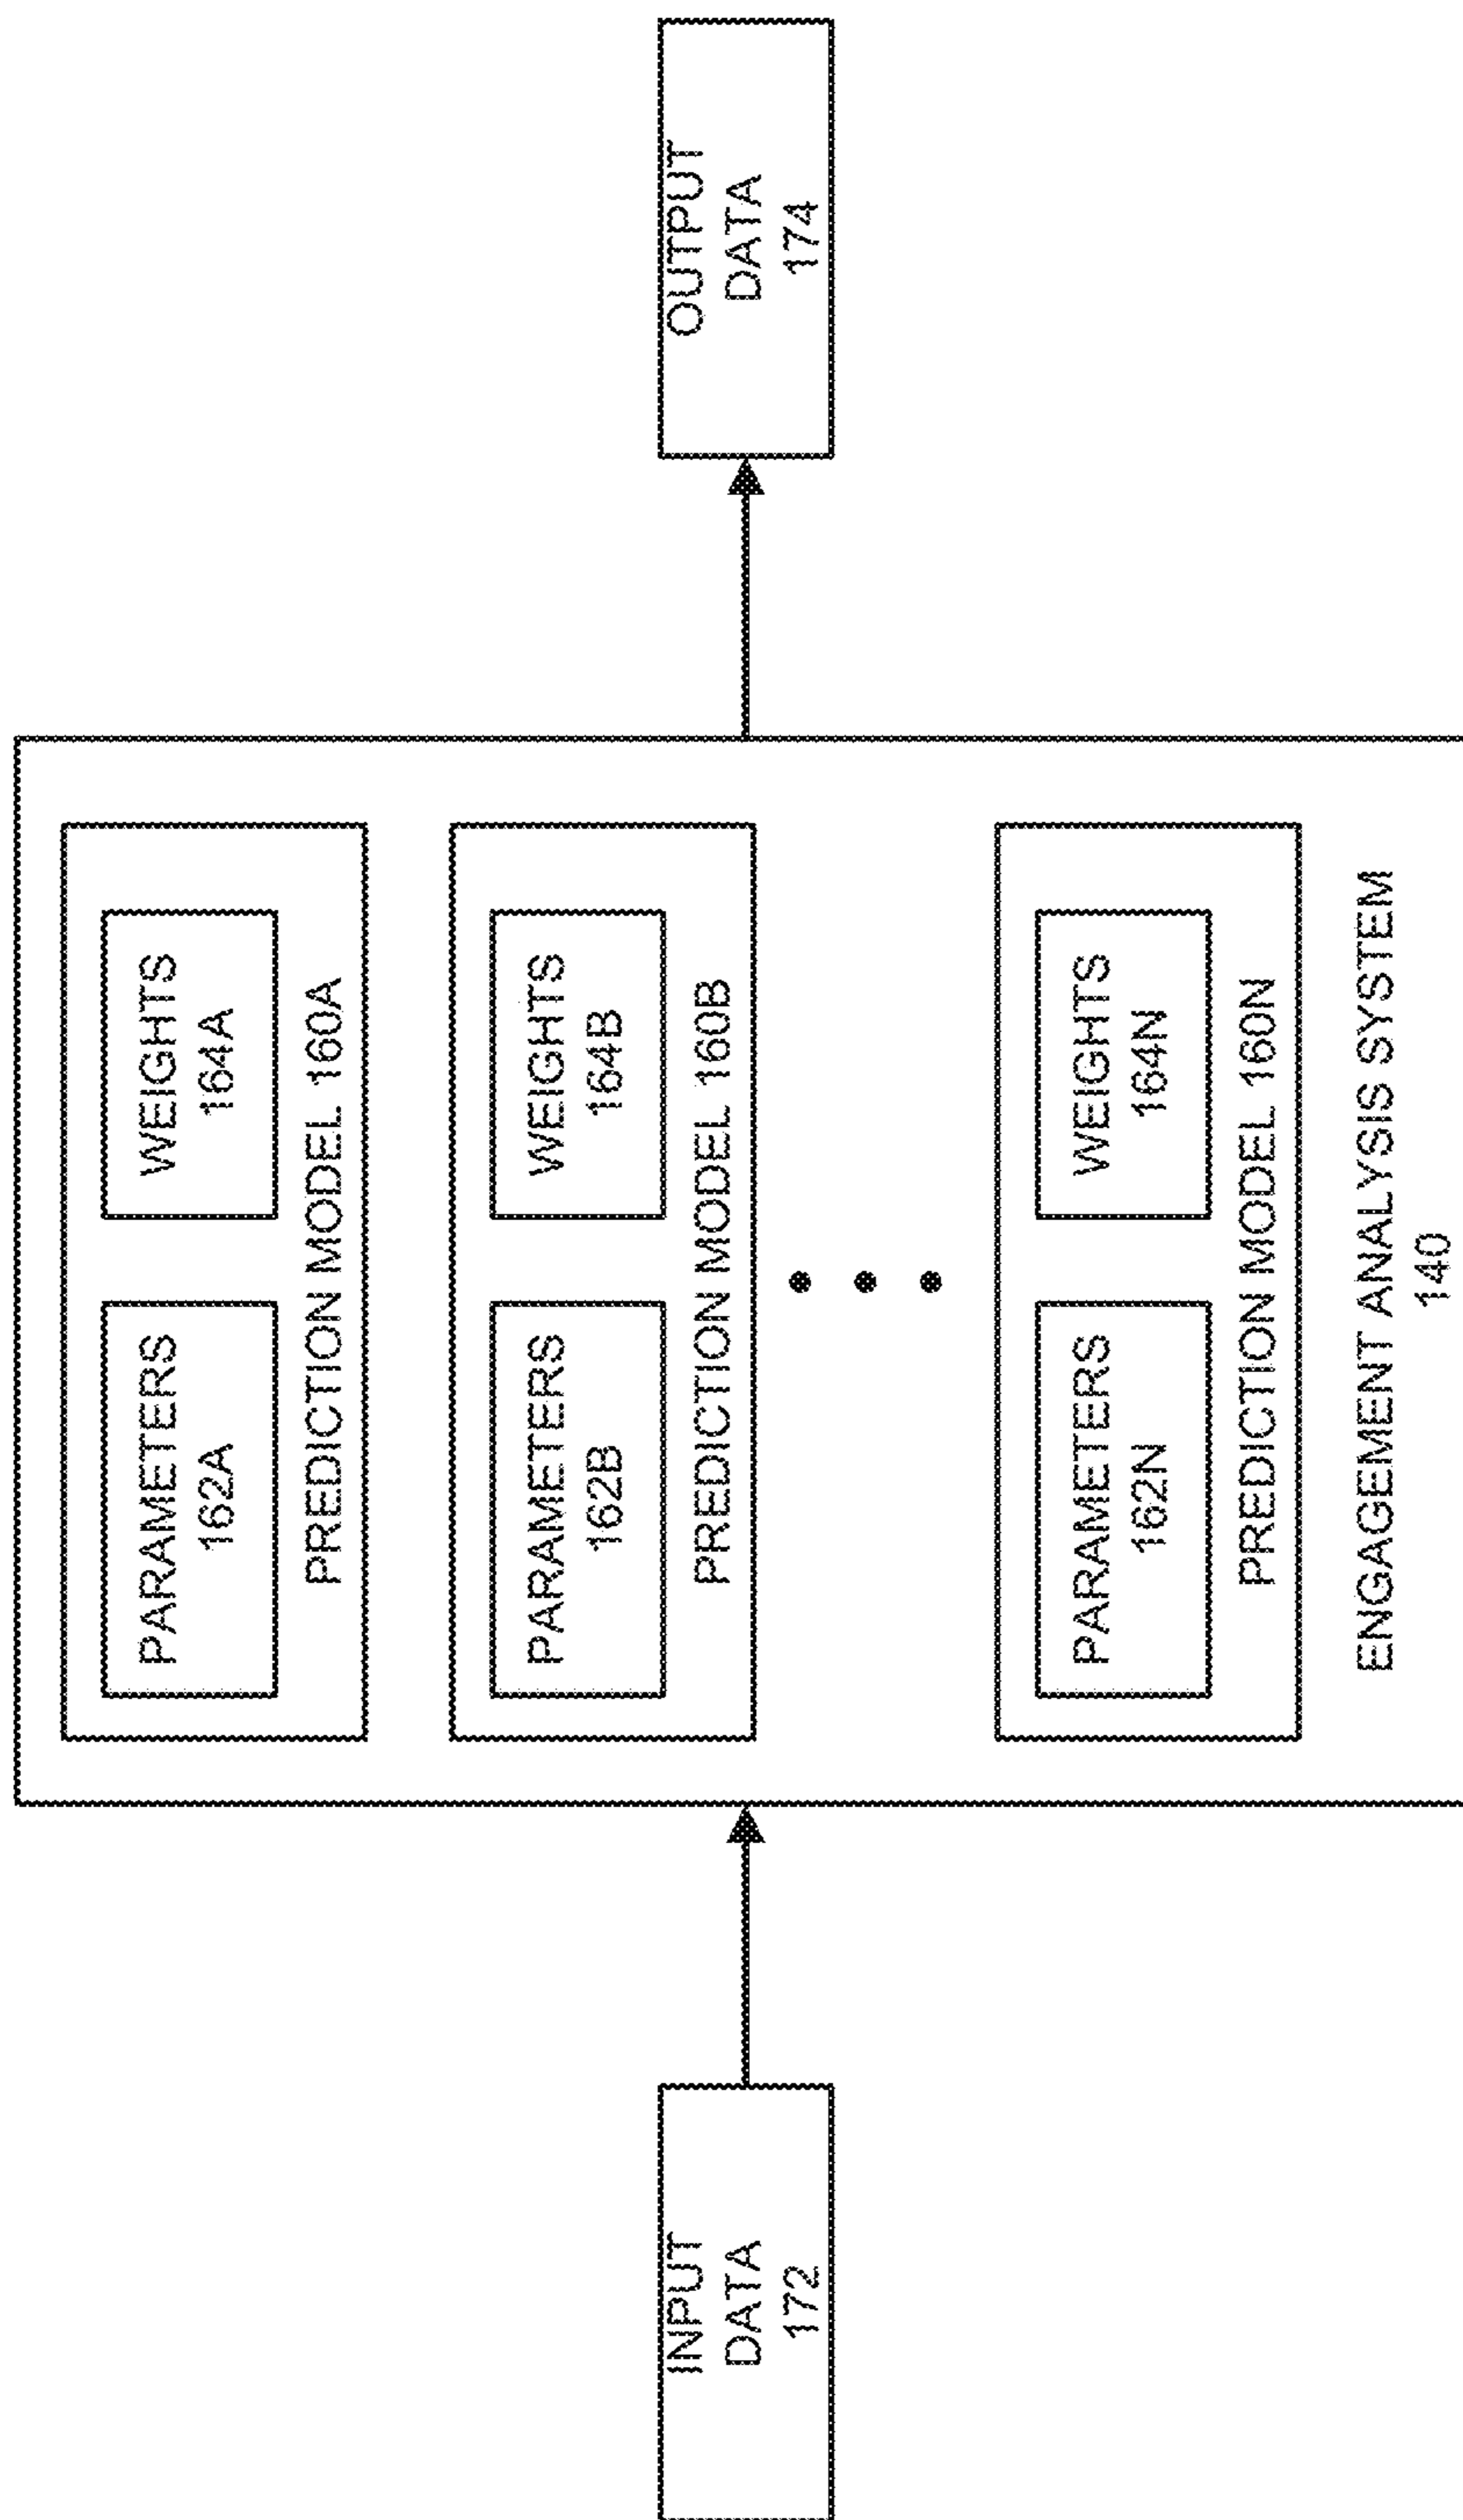 INPUT
DATA
172
PARAMETERS
162A
WEIGHTS
164A
PREDICTION MODEL 160A
PARAMETERS
162B
WEIGHTS
164B
PREDICTION MODEL 160B
PARAMETERS
162N
WEIGHTS
164N
PREDICTION MODEL 160N
ENGAGEMENT ANALYSIS SYSTEM
140
OUTPUT
DATA
174